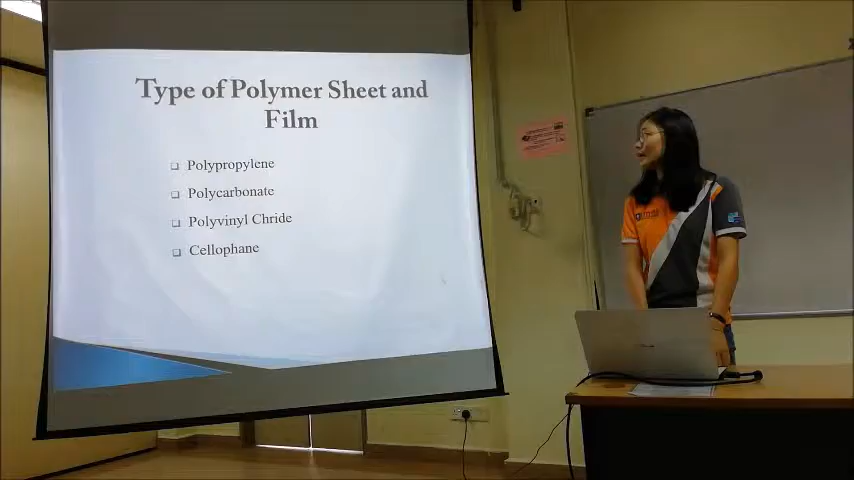 Type of Polymer Sheet and
Film
Polypropylene
Polycarbonate
Polyvinyl Chride
Cellophane